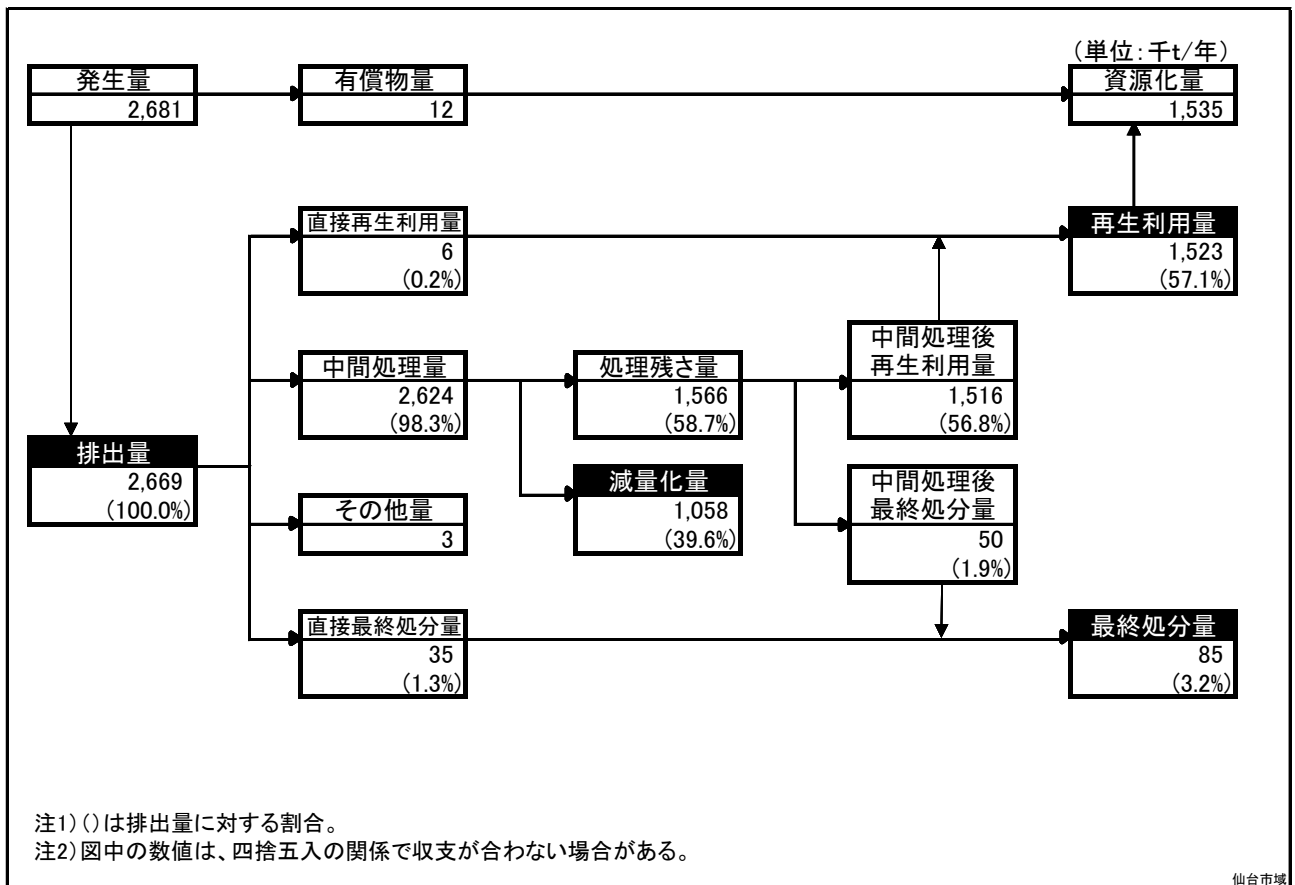 (単位:千t/年)
発生量
2,681
有償物量
12
資源化量
1,535
直接再生利用量
6
(0.2%)
再生利用量
1,523
(57.1%)
中間処理量
2,624
(98.3%)
処理残さ量
1,566
(58.7%)
中間処理後
再生利用量
1,516
(56.8%)
排出量
2,669
(100.0%)
減量化量
1,058
(39.6%)
中間処理後
最終処分量
50
(1.9%)
その他量
3
直接最終処分量
35
(1.3%)
最終処分量
85
(3.2%)
注1)()は排出量に対する割合。
注2)図中の数値は、四捨五入の関係で収支が合わない場合がある。
仙台市域